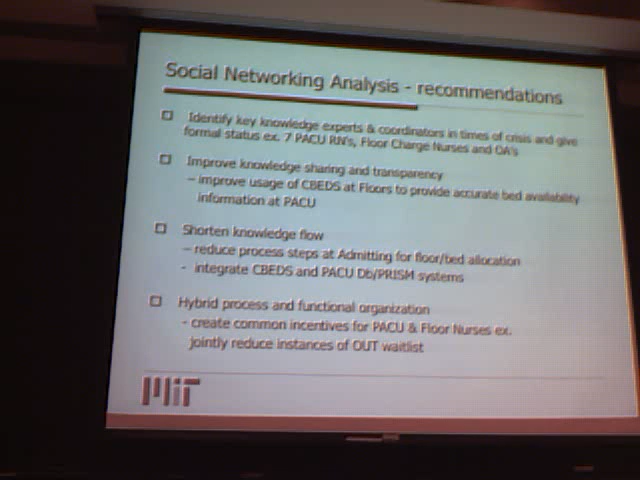 Social Networking Analysis - recommendations
Identify key knowledge experts & coordinators in times of crisis and give
formal status ex. 7 PACU RN's, Floor Charge Nurses and OA's
Improve knowledge sharing and transparency
– improve usage of CBEDS at Floors to provide accurate bed availability
information at PACU
Shorten knowledge flow
– reduce process steps at Admitting for floor/bed allocation
- integrate CBEDS and PACU Db/PRISM systems
Hybrid process and functional organization
- create common incentives for PACU & Floor Nurses ex.
jointly reduce instances of OUT waitlist
MIT